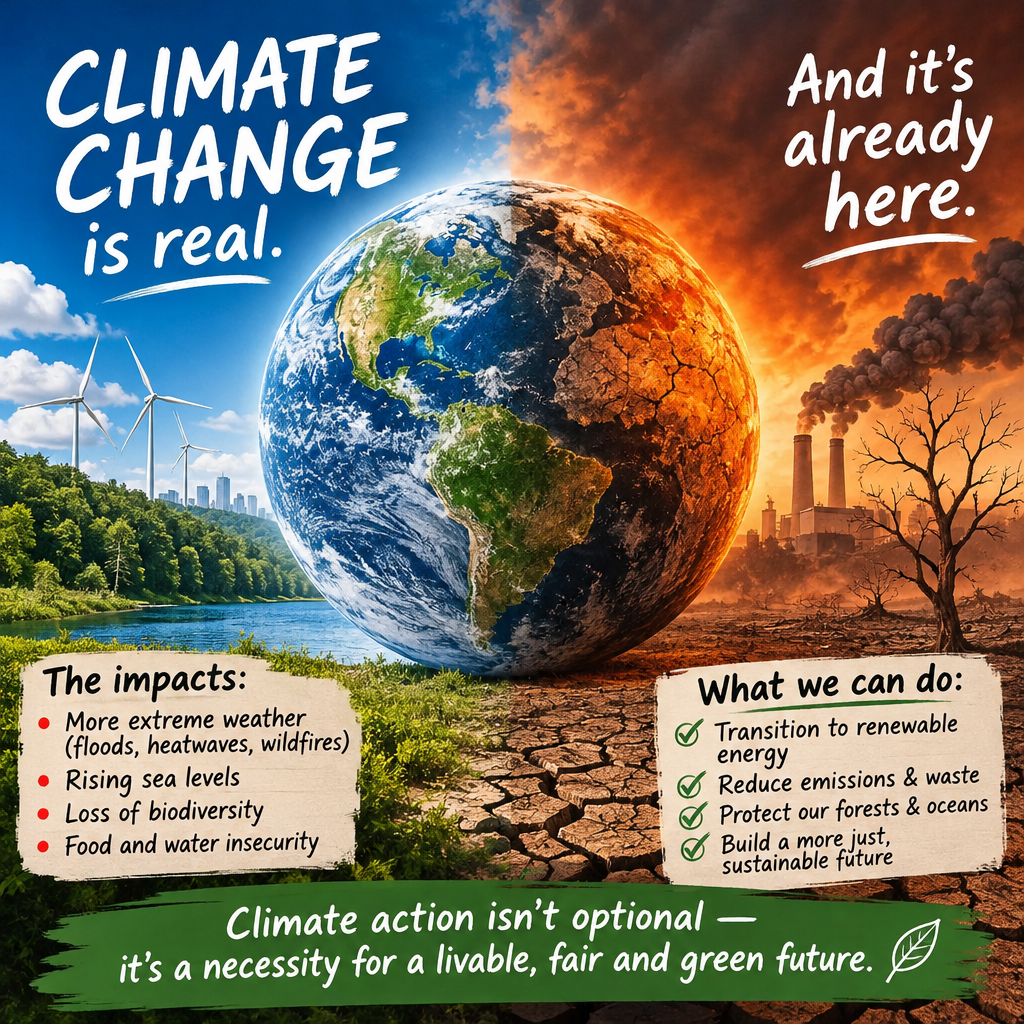 CLIMATE
CHANGE
is real.
And it's
already
here.
The impacts:
More extreme weather
(floods, heatwaves, wildfires)
Rising sea levels
Loss of biodiversity
Food and water insecurity
What we can do:
Transition to renewable
energy
Reduce emissions & waste
Protect our forests & oceans
Build a more just,
sustainable future
Climate action isn't optional —
it's a necessity for a livable, fair and green future.